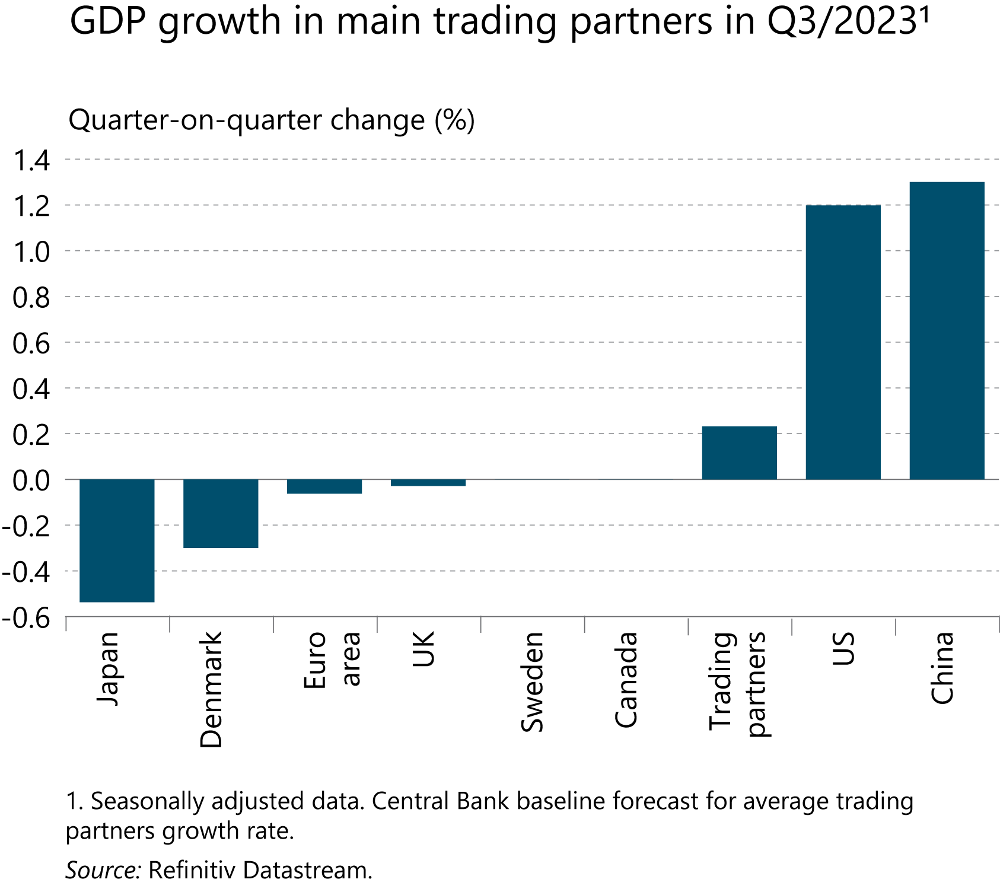 GDP growth in main trading partners in Q3/2023¹
Quarter-on-quarter change (%)
1.4
1.2
1.0
0.8
0.6
0.4
0.2
0.0
-0.2
-0.4
-0.6
Japan
Denmark
Euro
area
UK
Sweden
Canada
Trading
partners
US
China
1. Seasonally adjusted data. Central Bank baseline forecast for average trading
partners growth rate.
Source: Refinitiv Datastream.